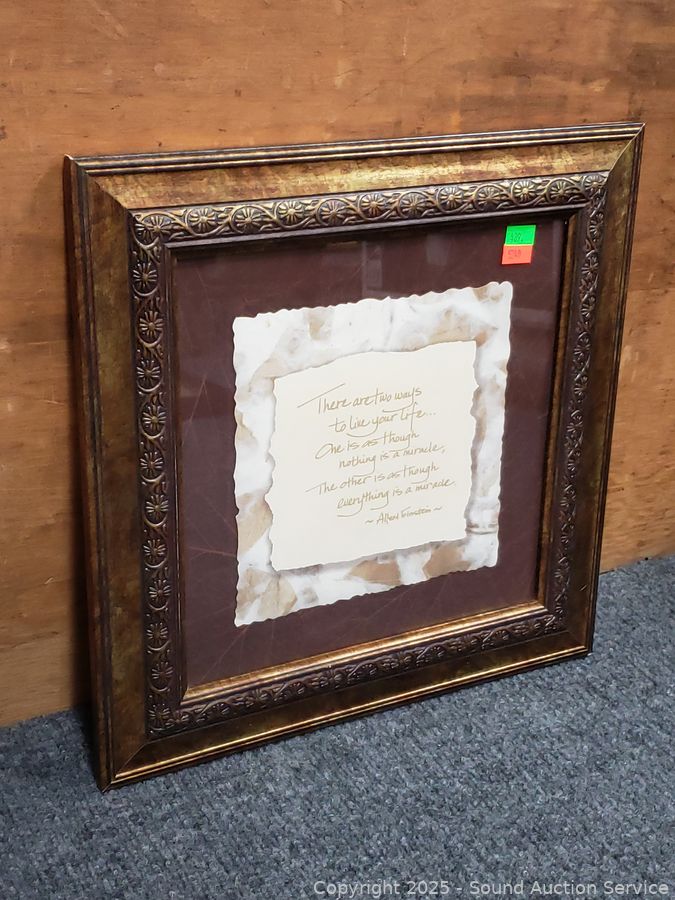 There are two ways
to live your life...
One is as though
nothing is a miracle,
The other is as though
everything is a miracle.
~ Albert Einstein ~
Copyright 2025 - Sound Auction Service